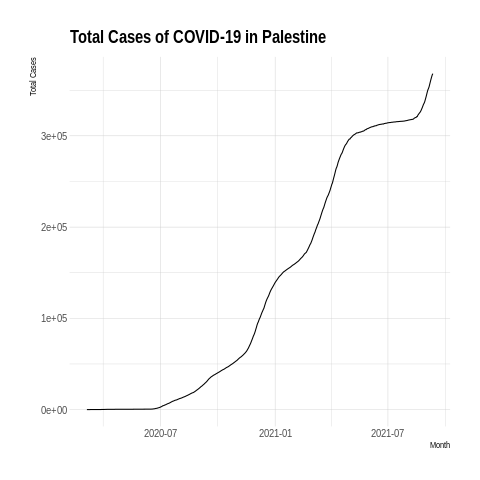 Total Cases of COVID-19 in Palestine
Total Cases
3e+05
2e+05
1e+05
0e+00
2020-07 2021-01 2021-07
Month